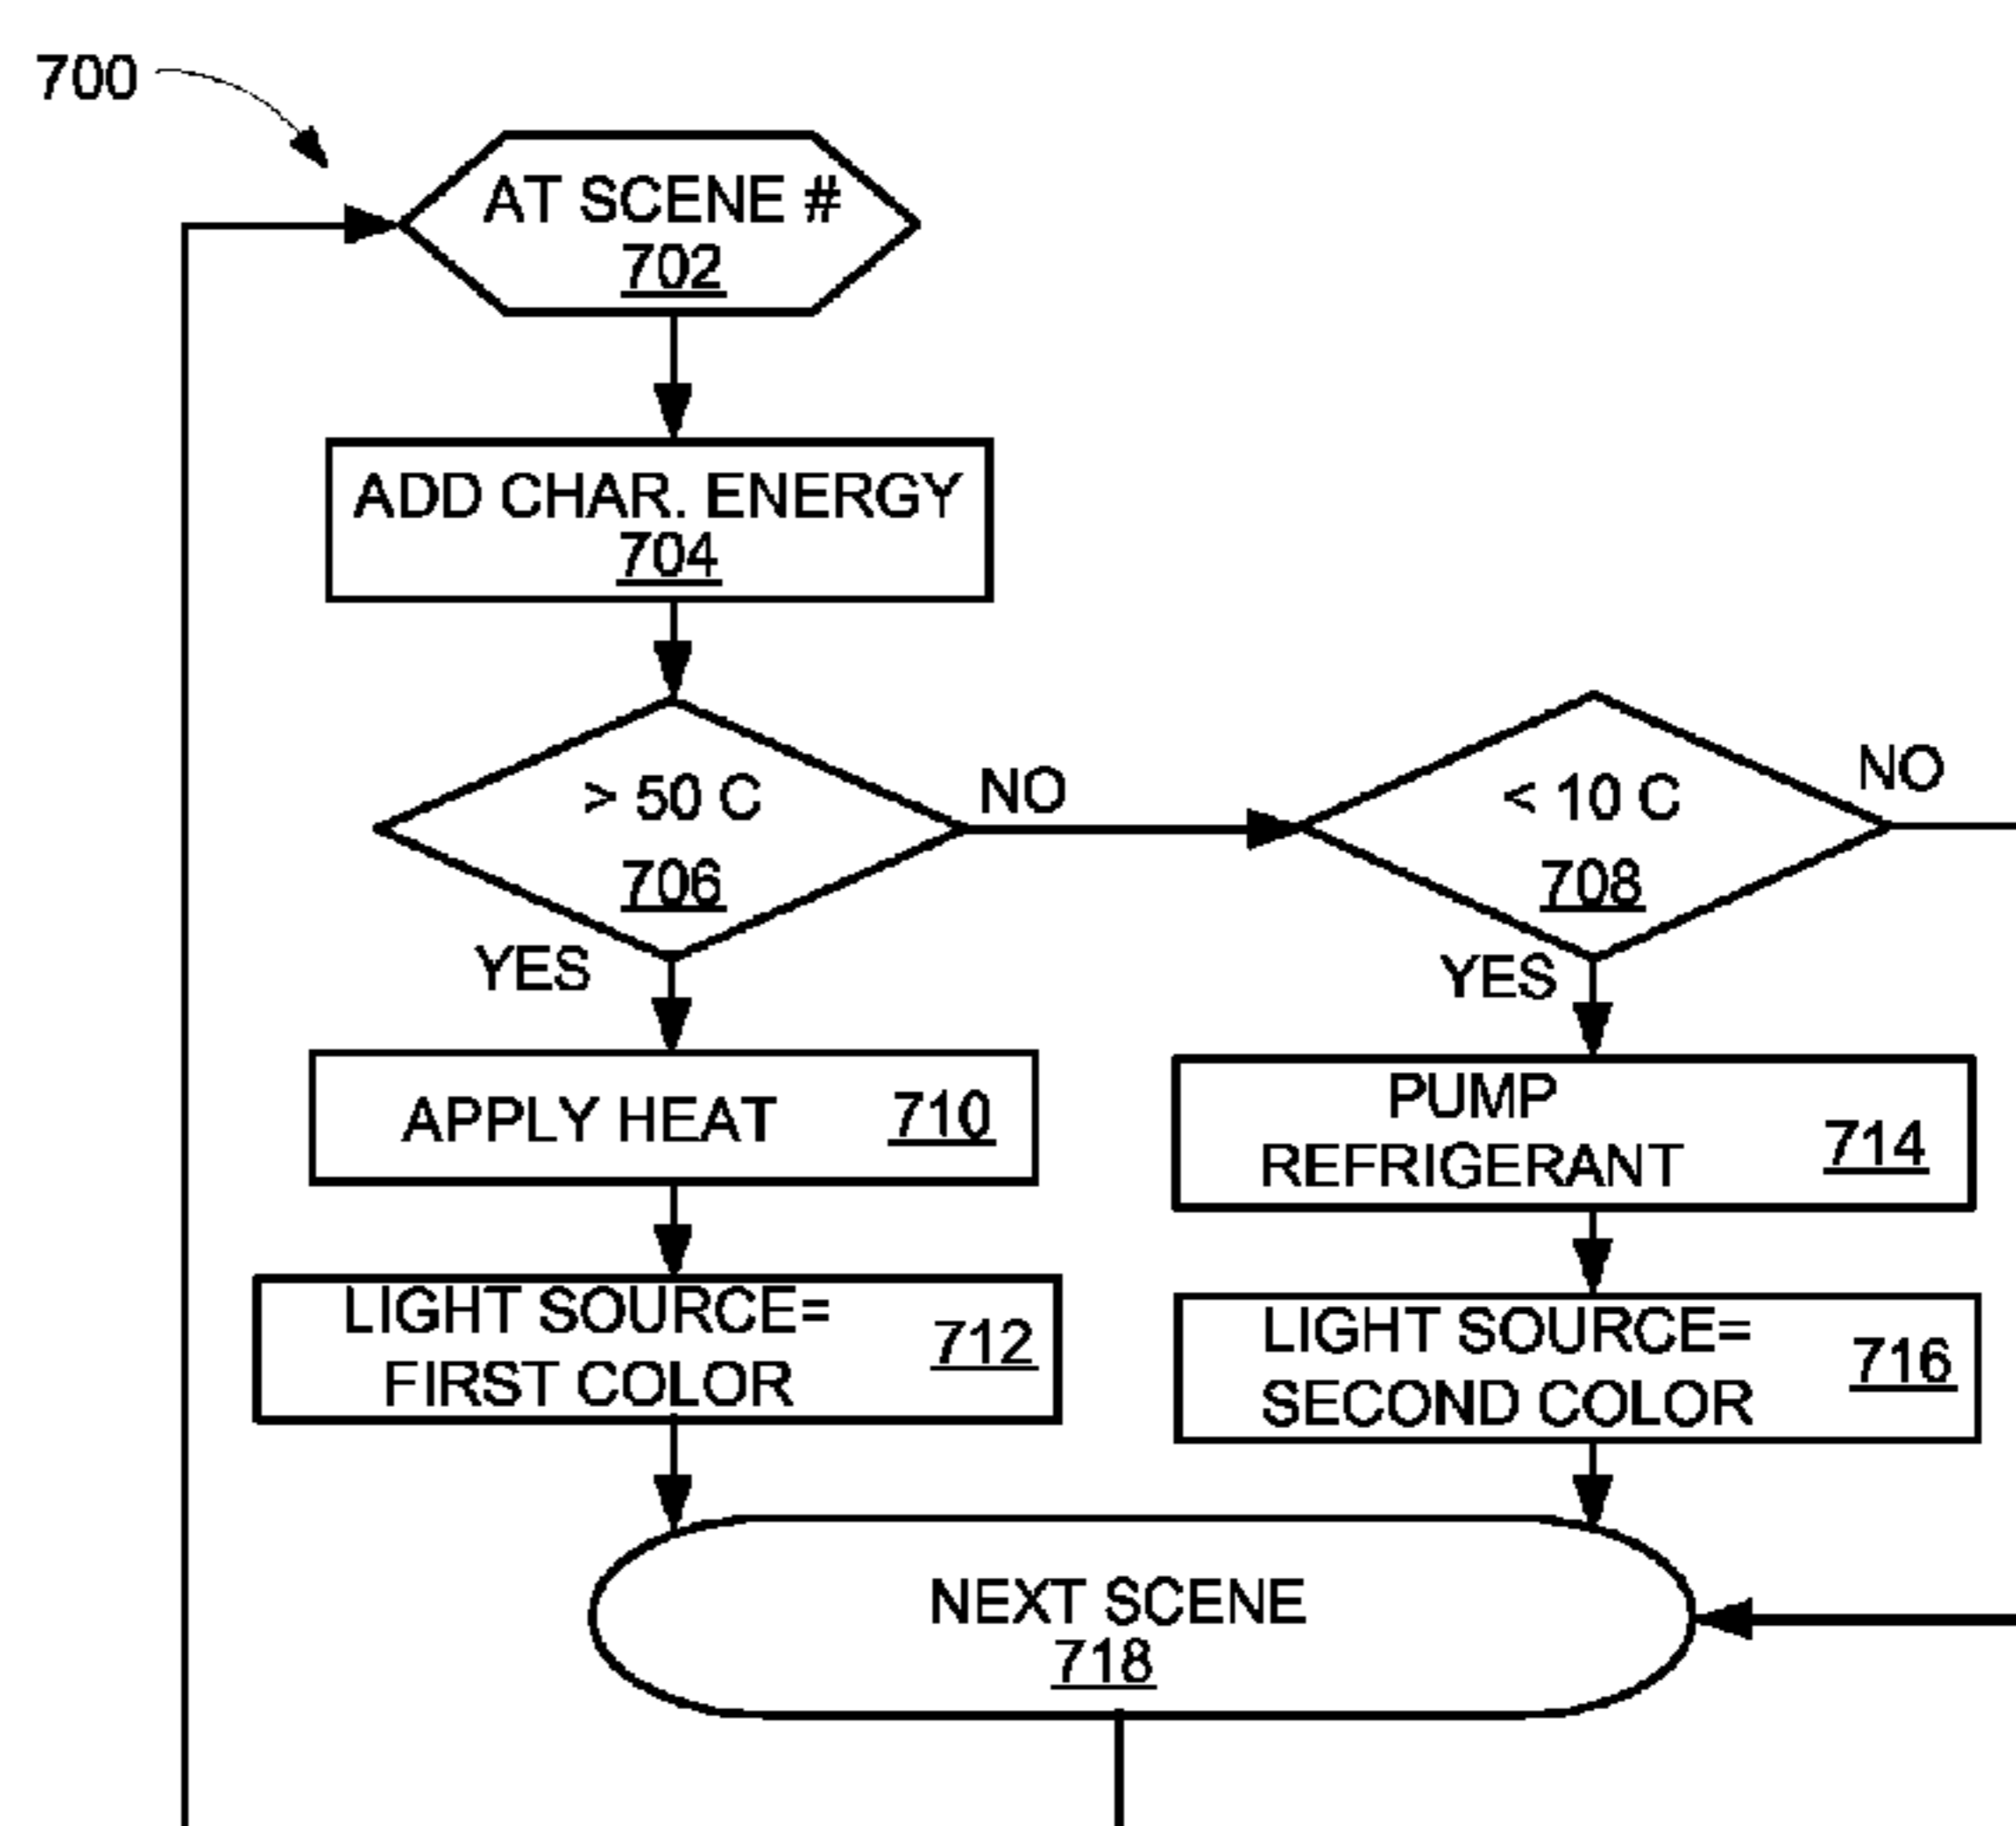 700
AT SCENE #
702
ADD CHAR. ENERGY
704
> 50 C
706
NO
YES
< 10 C
708
NO
YES
APPLY HEAT 710
PUMP
REFRIGERANT 714
LIGHT SOURCE=
FIRST COLOR 712
LIGHT SOURCE=
SECOND COLOR 716
NEXT SCENE
718